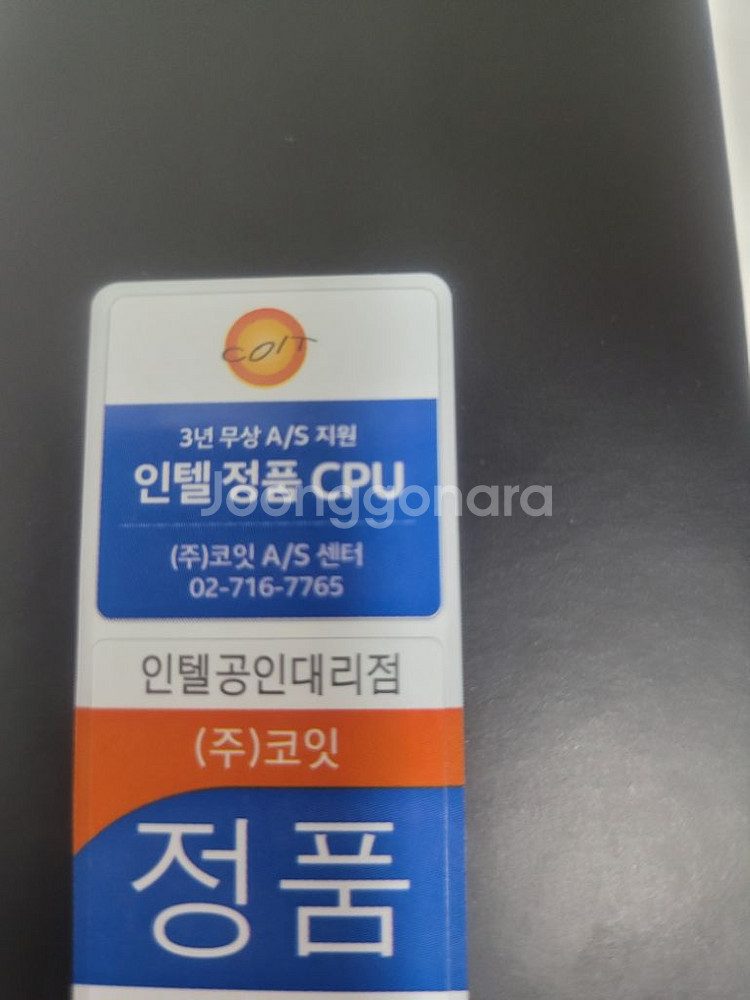 COIT
3년 무상 A/S 지원
인텔 정품 CPU
Joonggonara
(주)코잇 A/S 센터
02-716-7765
인텔공인대리점
(주)코잇
정품